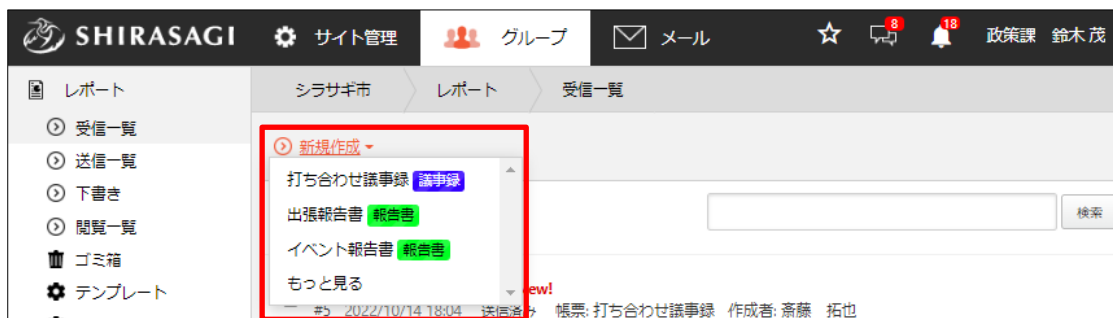 SHIRASAGI サイト管理 グループ メール 8 18 政策課 鈴木 茂
レポート
シラサギ市 レポート 受信一覧
受信一覧
送信一覧
下書き
閲覧一覧
ゴミ箱
テンプレート
新規作成
打ち合わせ議事録 議事録
出張報告書 報告書
イベント報告書 報告書
もっと見る
検索
ew!
#5 2022/10/14 18:04 送信済み 帳票: 打ち合わせ議事録 作成者: 斎藤 拓也